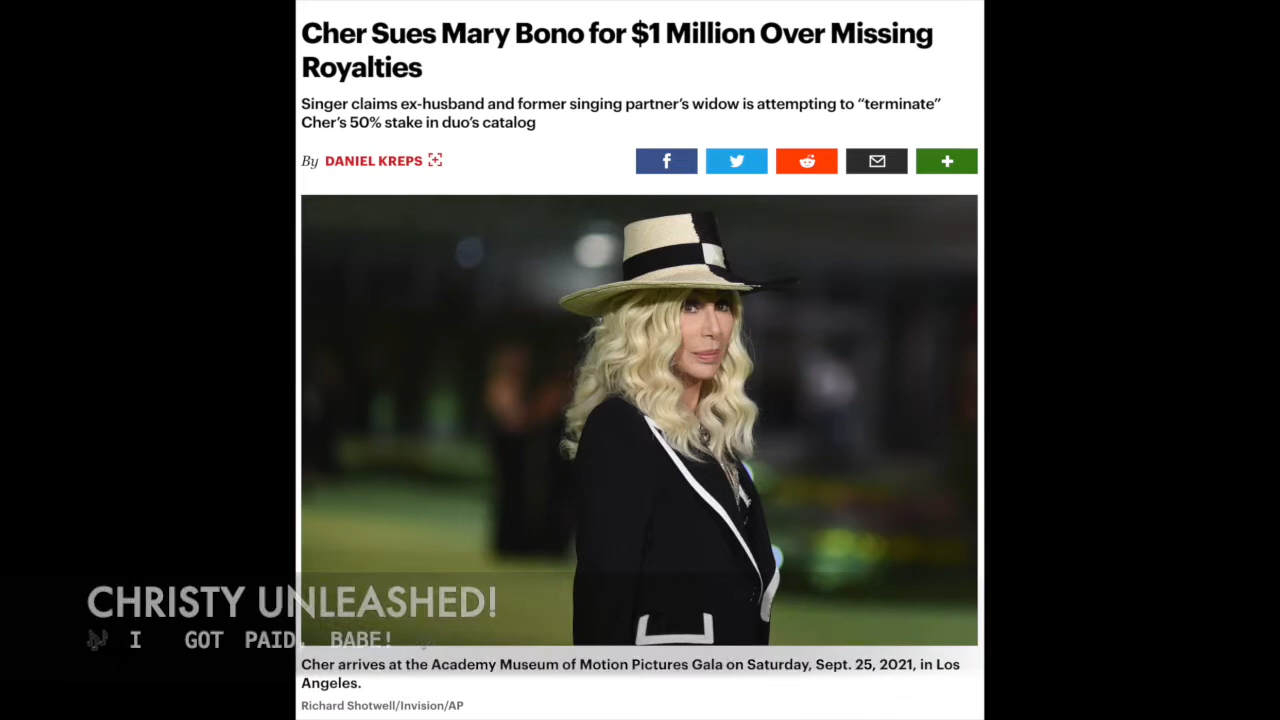 Cher Sues Mary Bono for $1 Million Over Missing
Royalties
Singer claims ex-husband and former singing partner's widow is attempting to “terminate”
Cher's 50% stake in duo's catalog
By DANIEL KREPS
CHRISTY UNLEASHED!
I GOT PAID, BABE!
Cher arrives at the Academy Museum of Motion Pictures Gala on Saturday, Sept. 25, 2021, in Los
Angeles.
Richard Shotwell/Invision/AP